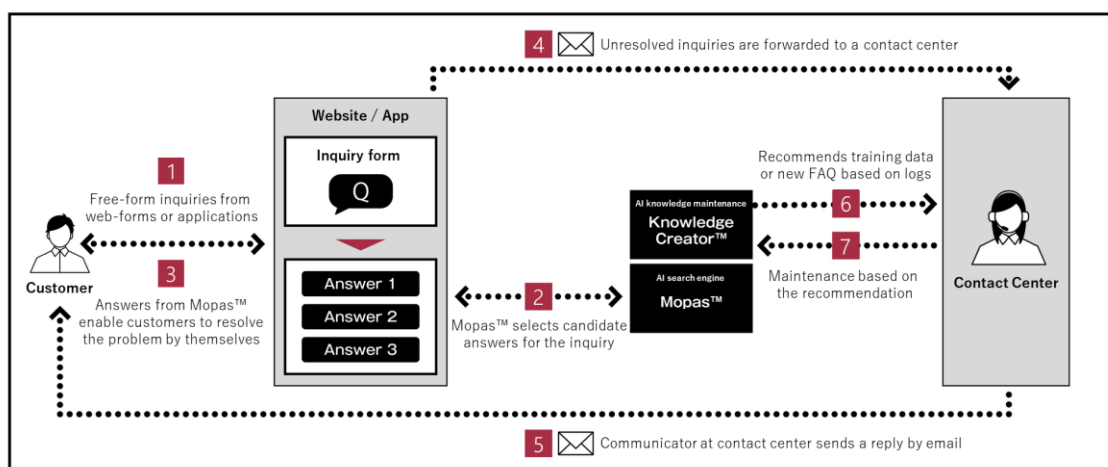 4 Unresolved inquiries are forwarded to a contact center
Website / App
Inquiry form
Q
1
Free-form inquiries from
web-forms or applications
3
Customer
Answers from Mopas™
enable customers to resolve
the problem by themselves
Answer 1
Answer 2
Answer 3
2
Mopas™ selects candidate
answers for the inquiry
AI knowledge maintenance
Knowledge
Creator™
AI search engine
Mopas™
Recommends training data
or new FAQ based on logs
6
7
Maintenance based on
the recommendation
Contact Center
5 Communicator at contact center sends a reply by email